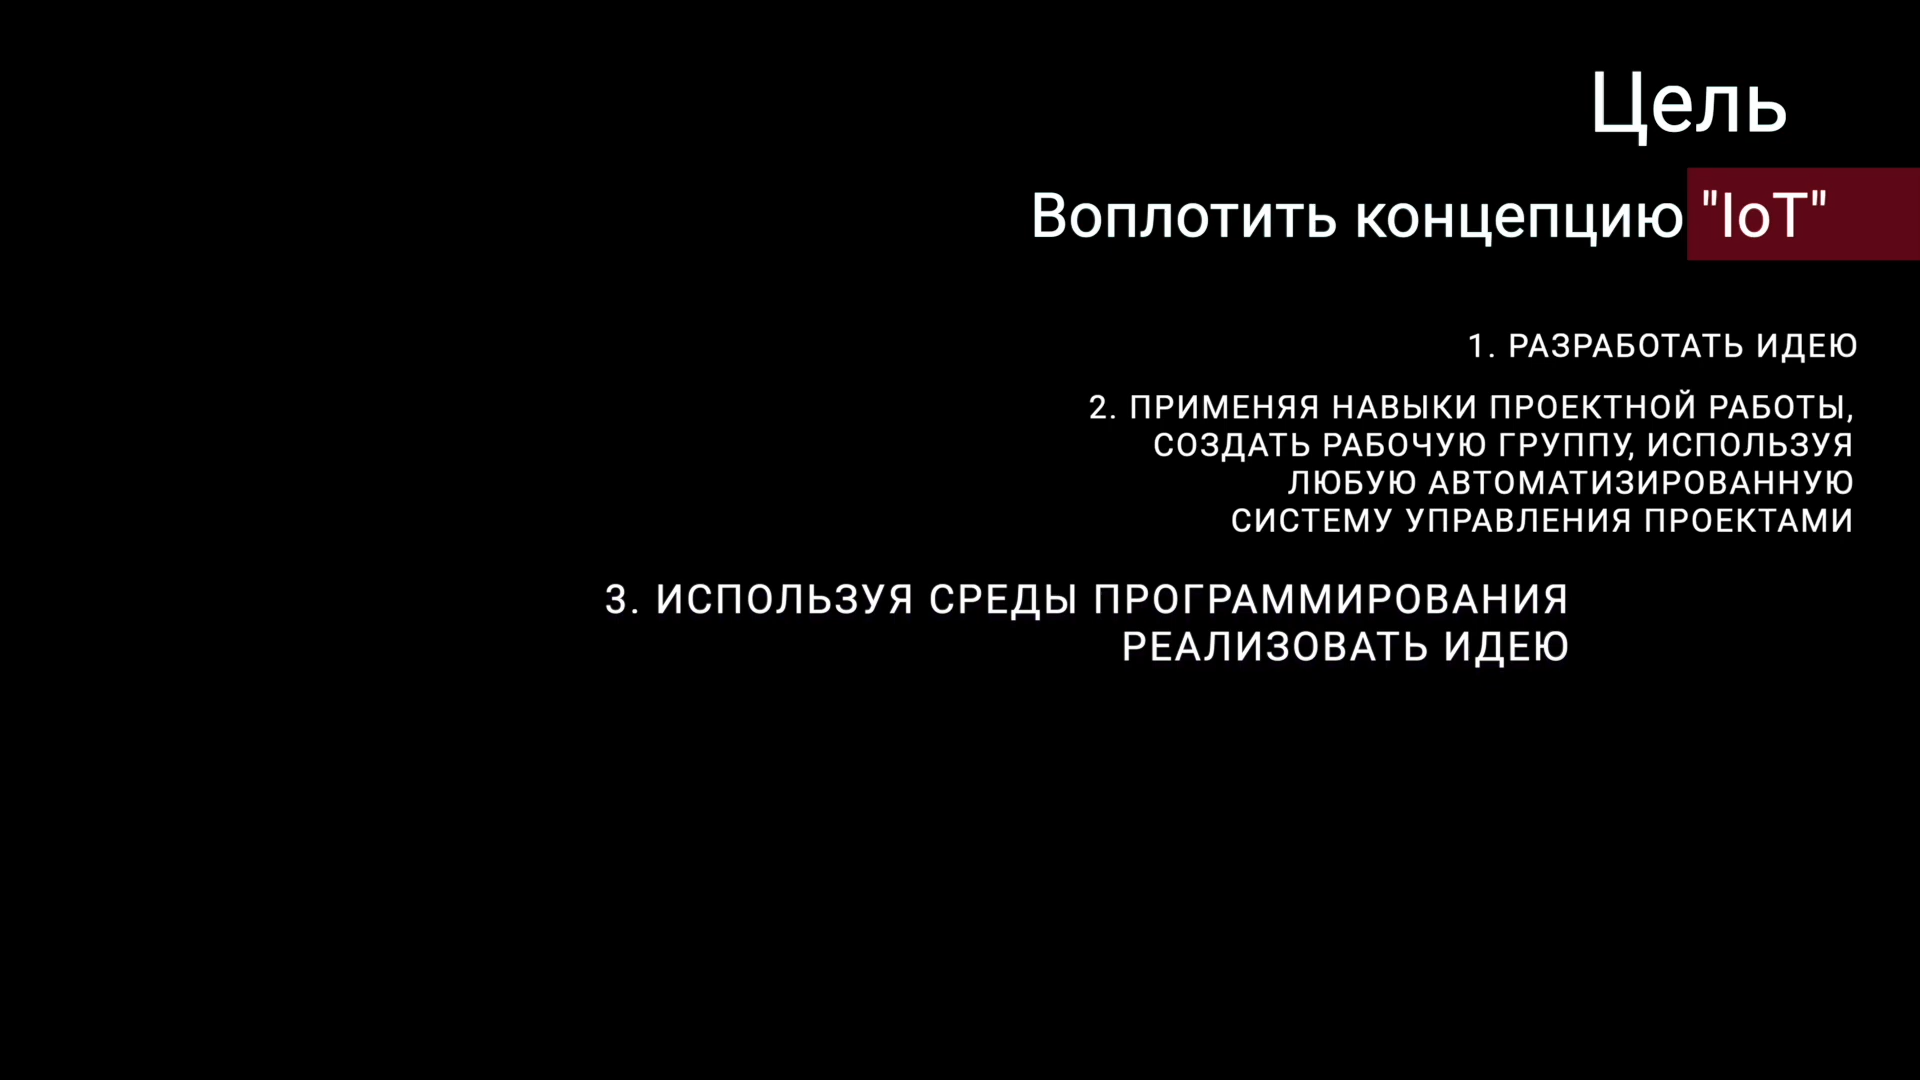 Цель
Воплотить концепцию "IoT"
1. РАЗРАБОТАТЬ ИДЕЮ
2. ПРИМЕНЯЯ НАВЫКИ ПРОЕКТНОЙ РАБОТЫ,
СОЗДАТЬ РАБОЧУЮ ГРУППУ, ИСПОЛЬЗУЯ
ЛЮБУЮ АВТОМАТИЗИРОВАННУЮ
СИСТЕМУ УПРАВЛЕНИЯ ПРОЕКТАМИ
3. ИСПОЛЬЗУЯ СРЕДЫ ПРОГРАММИРОВАНИЯ
РЕАЛИЗОВАТЬ ИДЕЮ